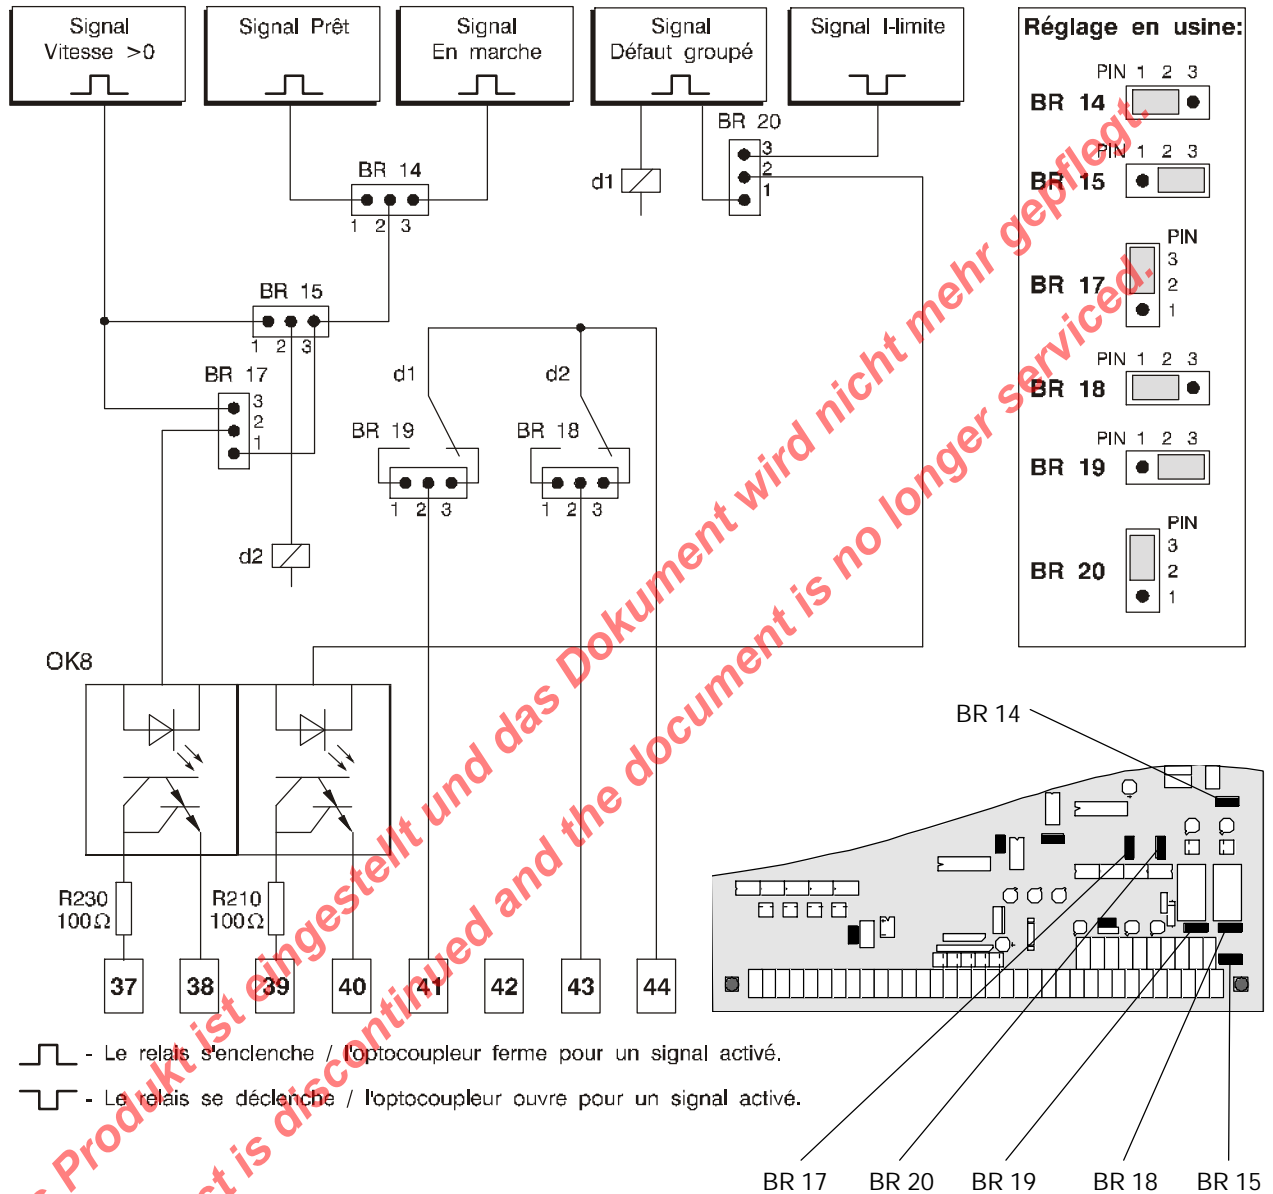 Signal
Vitesse >0
Signal Prêt
Signal
En marche
Signal
Défaut groupé
Signal I-limite
Réglage en usine:
PIN 1 2 3
BR 14
PIN 1 2 3
BR 15
PIN
3
BR 17 2
1
PIN 1 2 3
BR 18
PIN 1 2 3
BR 19
PIN
3
BR 20 2
1
BR 20
3
2
1
d1
BR 14
1 2 3
BR 15
1 2 3
BR 17
3
2
1
d1
d2
BR 19
BR 18
1 2 3
1 2 3
d2
OK8
R230
100Ω
R210
100Ω
37 38 39 40 41 42 43 44
BR 14
BR 17 BR 20 BR 19 BR 18 BR 15
- Le relais s'enclenche / l'optocoupleur ferme pour un signal activé.
- Le relais se déclenche / l'optocoupleur ouvre pour un signal activé.
Produkt ist eingestellt und das Dokument wird nicht mehr gepflegt.
is discontinued and the document is no longer serviced.